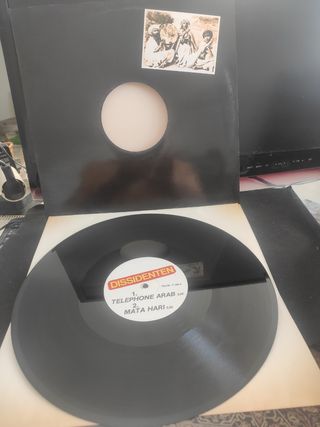 DISSIDENTEN
1.
TELEPHONE ARAB
2.
MATA HARI